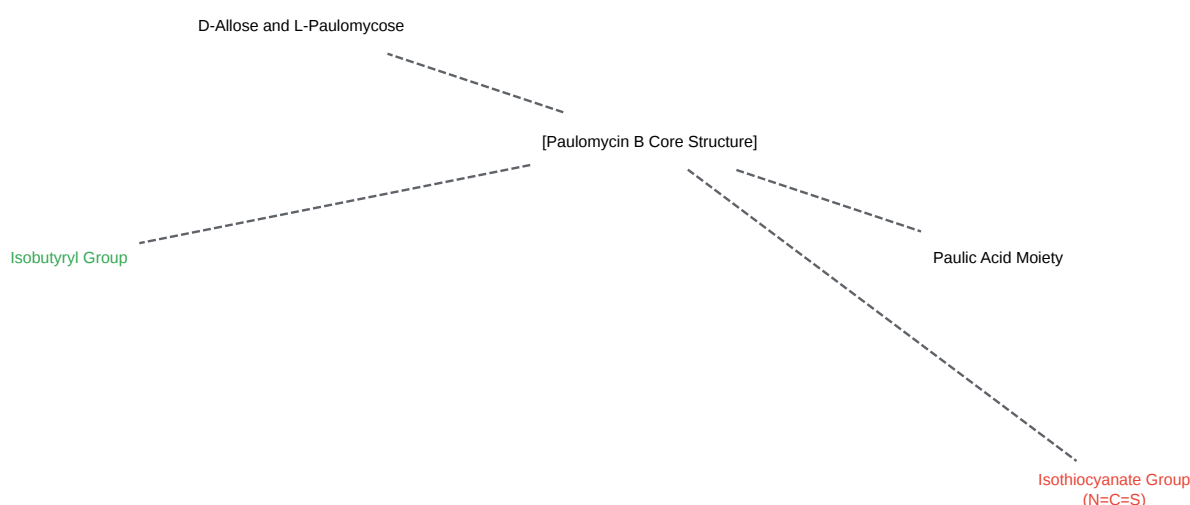 D-Allose and L-Paulomycose
[Paulomycin B Core Structure]
Isobutyryl Group
Paulic Acid Moiety
Isothiocyanate Group
(N=C=S)